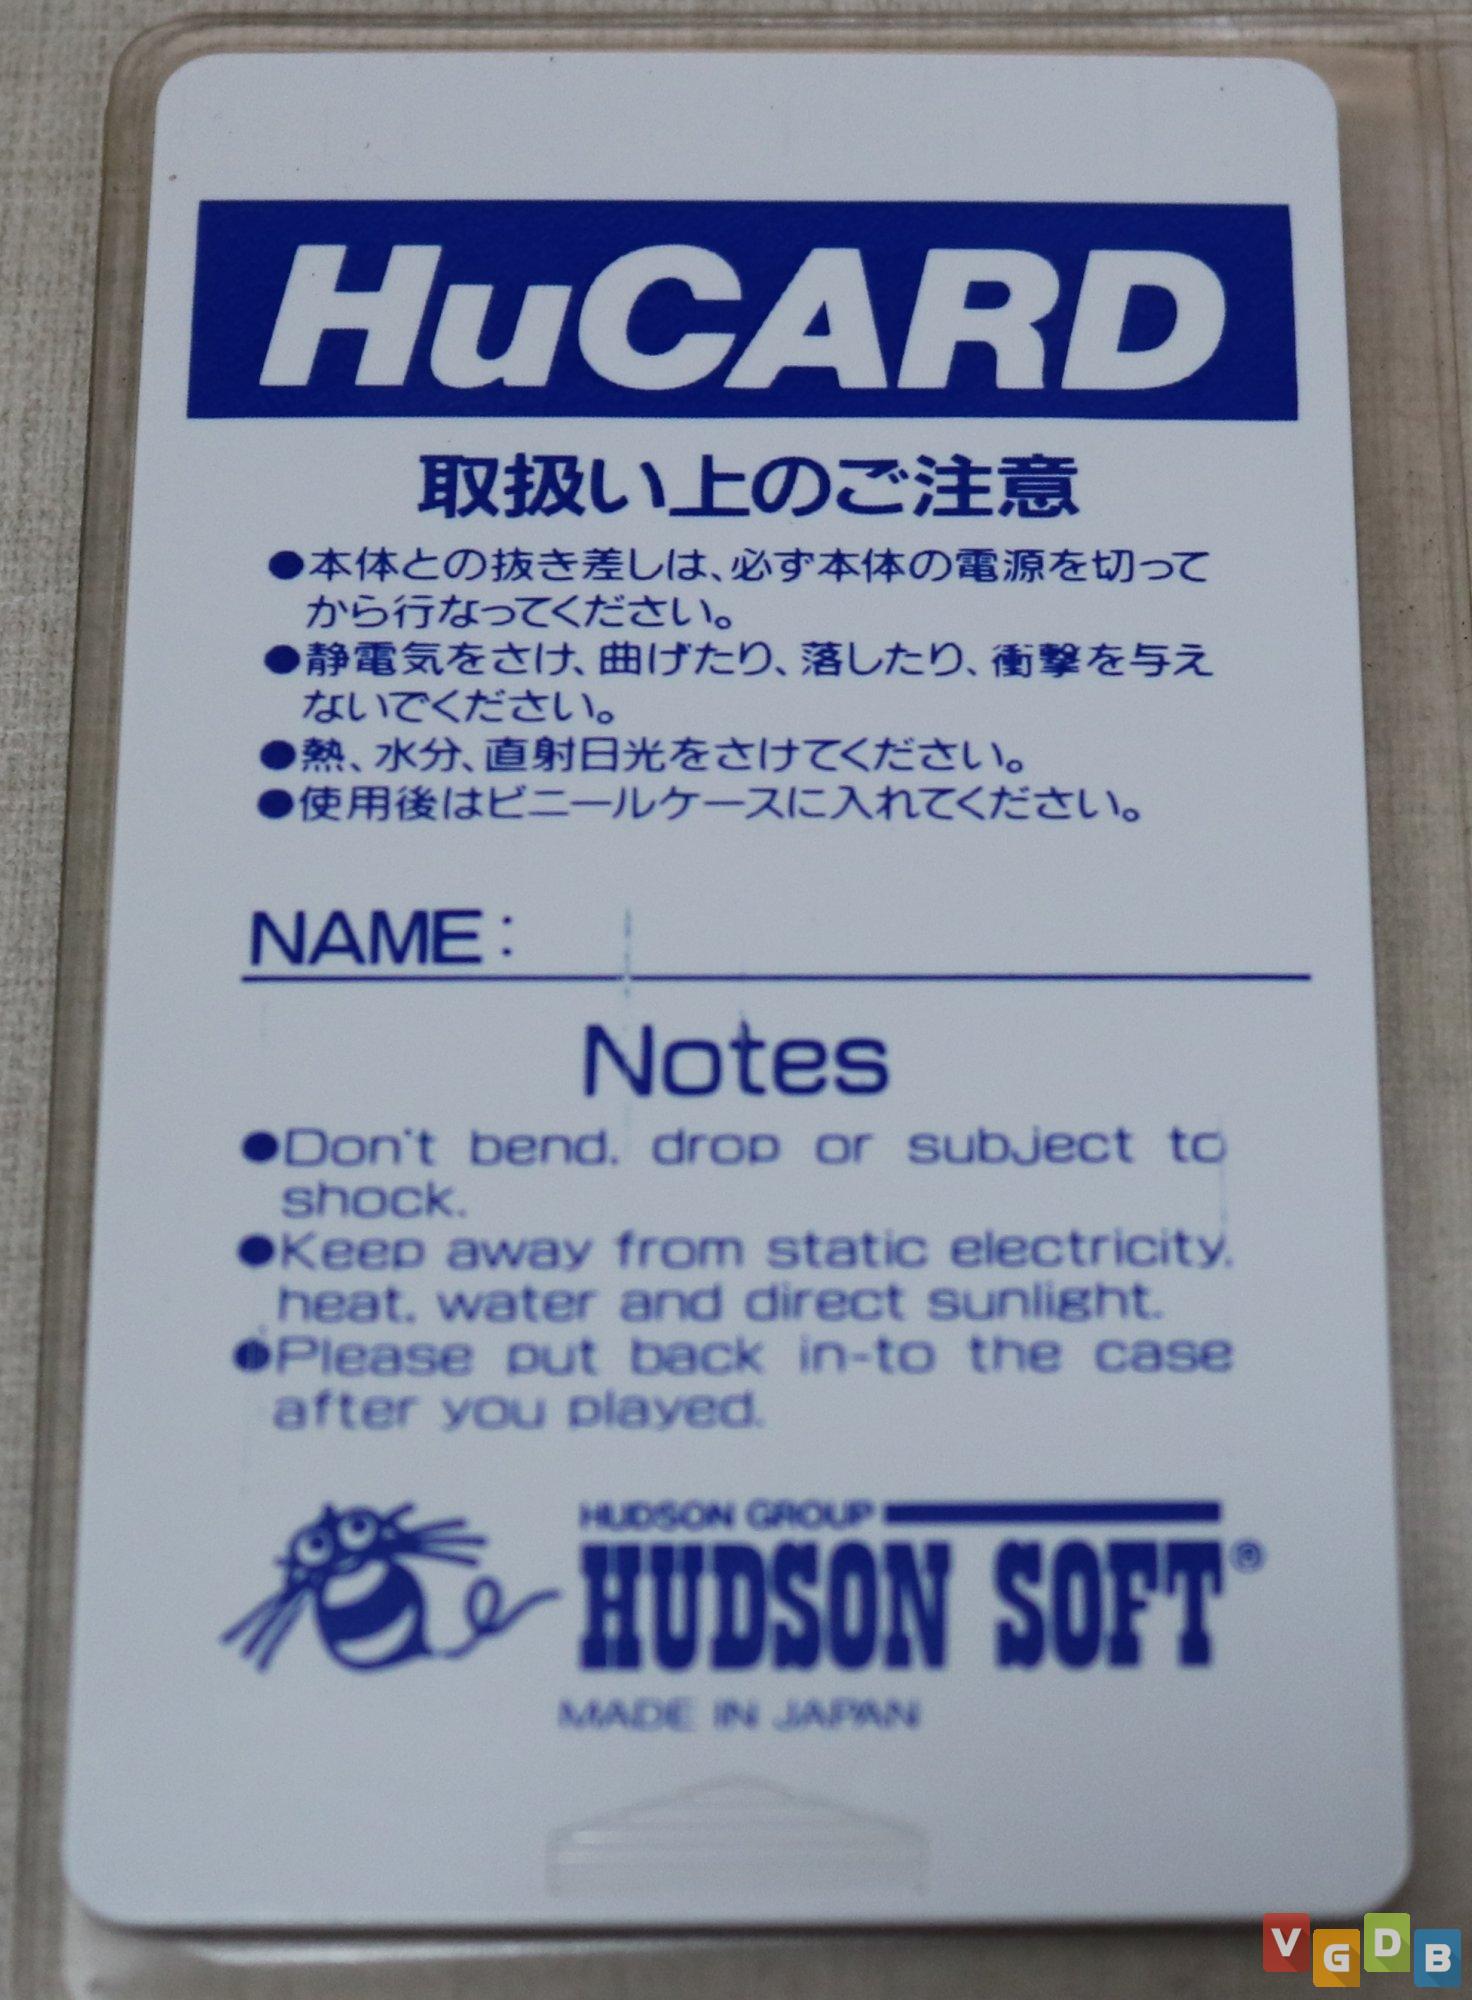 HuCARD
取扱い上のご注意
●本体との抜き差しは、必ず本体の電源を切って
から行なってください。
●静電気をさけ、曲げたり、落したり、衝撃を与え
ないでください。
●熱、水分、直射日光をさけてください。
●使用後はビニールケースに入れてください。
NAME:
Notes
●Don't bend. drop or subject to
shock.
●Keep away from static electricity.
heat. water and direct sunlight.
●Please put back in-to the case
after you played.
HUDSON GROUP
HUDSON SOFT®
MADE IN JAPAN
VGDB